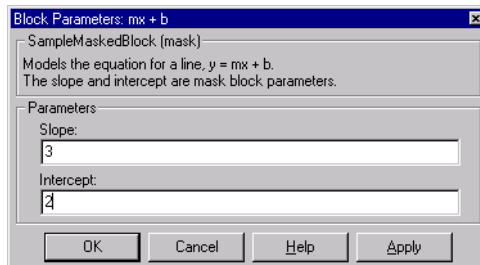 Block Parameters: mx + b
SampleMaskedBlock (mask)
Models the equation for a line, y = mx + b.
The slope and intercept are mask block parameters.
Parameters
Slope:
3
Intercept:
2
OK Cancel Help Apply